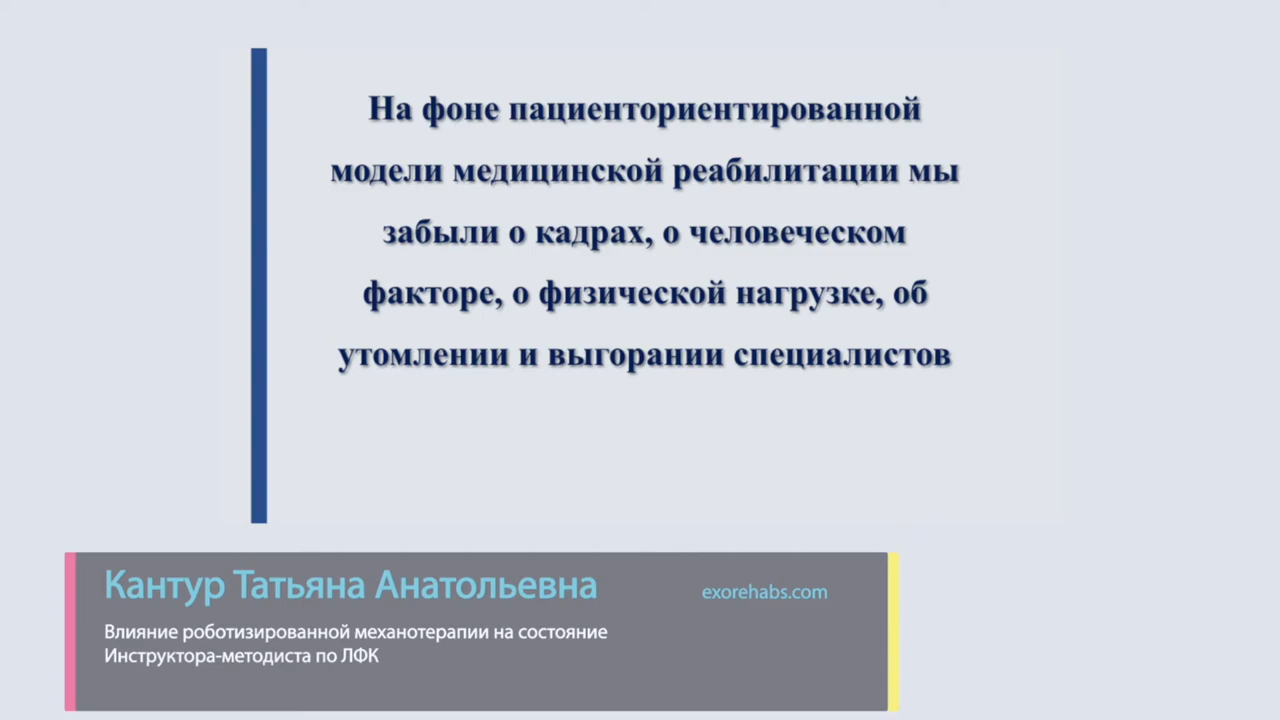 На фоне пациенториентированной
модели медицинской реабилитации мы
забыли о кадрах, о человеческом
факторе, о физической нагрузке, об
утомлении и выгорании специалистов
Кантур Татьяна Анатольевна
exorehabs.com
Влияние роботизированной механотерапии на состояние
Инструктора-методиста по ЛФК